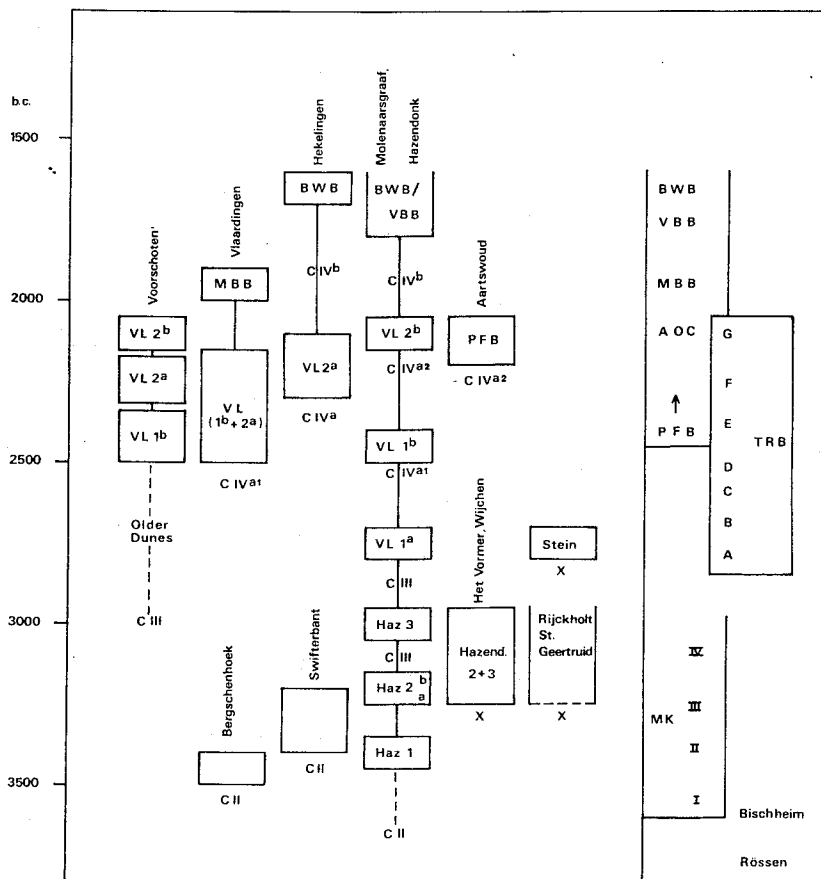 b.c.
1500
2000
2500
3000
3500
Voorschoten
VL 2b
VL 2a
VL 1b
Older
Dunes
C III
Vlaardingen
MBB
VL
(1b + 2a)
C IVa1
Bergschenhoek
C II
Hekelingen
BWB
C IVb
VL 2a
C IVa
Swifterbant
C II
Molenaarsgraaf,
Hazendonk
BWB/
VBB
C IVb
VL 2b
C IVa2
VL 1b
C IVa1
VL 1a
C III
Haz 3
C III
Haz 2 b
a
Haz 1
C II
Aartswoud
PFB
C IVa2
Het Vormer, Wijchen
Hazend.
2+3
X
Stein
X
Rijckholt
St.
Geertruid
X
BWB
VBB
MBB
AOC
↑
PFB
G
F
E
D
C
B
A
TRB
MK
IV
III
II
I
Bischheim
Rössen